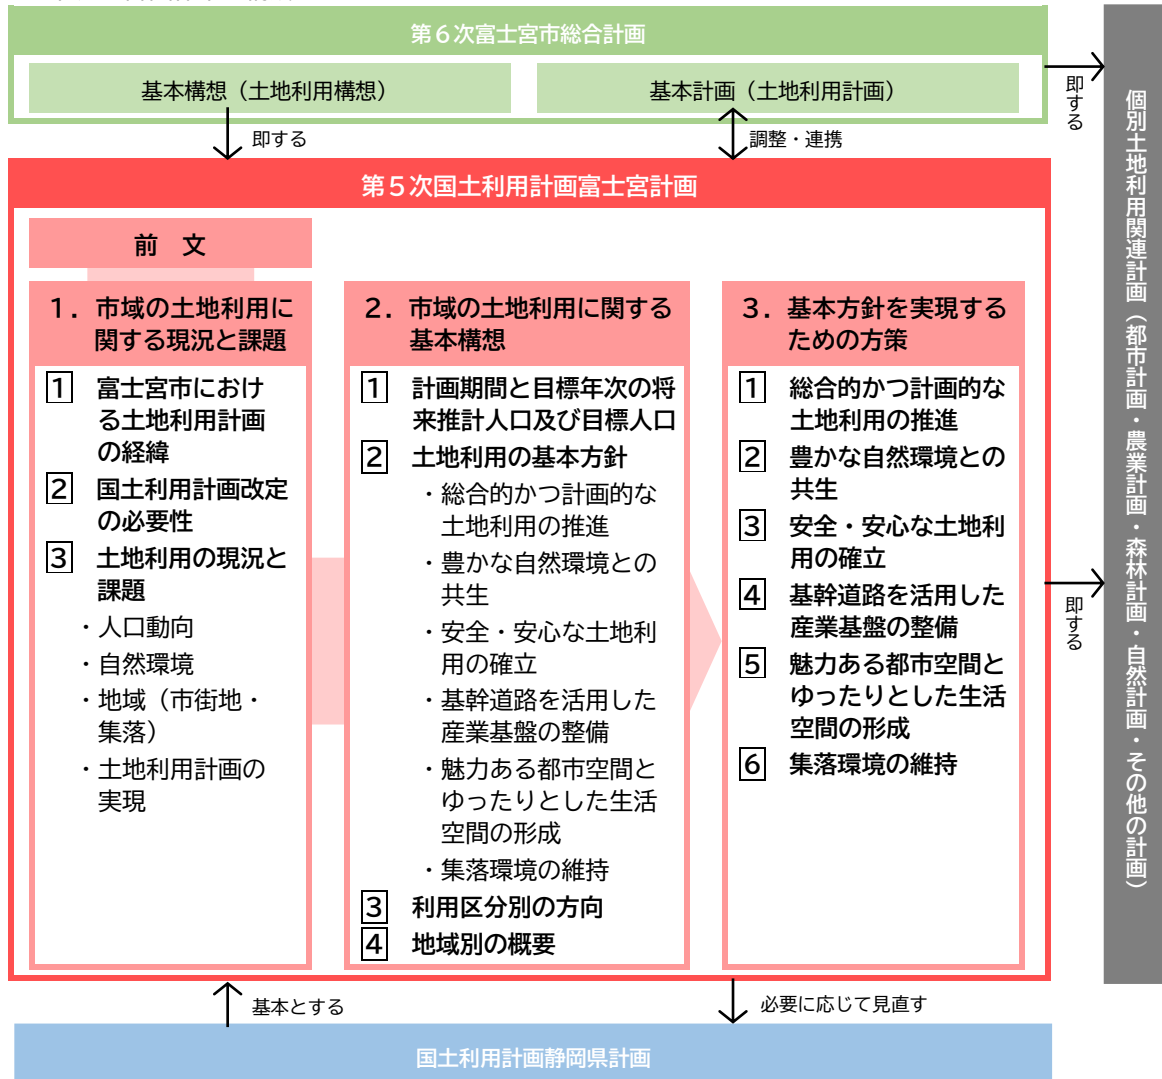 第６次富士宮市総合計画
基本構想（土地利用構想）
基本計画（土地利用計画）
即する
調整・連携
即する
第５次国土利用計画富士宮計画
前　文
１．市域の土地利用に
関する現況と課題
1 富士宮市におけ
る土地利用計画
の経緯
2 国土利用計画改定
の必要性
3 土地利用の現況と
課題
・人口動向
・自然環境
・地域（市街地・
集落）
・土地利用計画の
実現
２．市域の土地利用に関する
基本構想
1 計画期間と目標年次の将
来推計人口及び目標人口
2 土地利用の基本方針
・総合的かつ計画的な
土地利用の推進
・豊かな自然環境との
共生
・安全・安心な土地利
用の確立
・基幹道路を活用した
産業基盤の整備
・魅力ある都市空間と
ゆったりとした生活
空間の形成
・集落環境の維持
3 利用区分別の方向
4 地域別の概要
３．基本方針を実現する
ための方策
1 総合的かつ計画的な
土地利用の推進
2 豊かな自然環境との
共生
3 安全・安心な土地利
用の確立
4 基幹道路を活用した
産業基盤の整備
5 魅力ある都市空間と
ゆったりとした生活
空間の形成
6 集落環境の維持
即する
個別土地利用関連計画（都市計画・農業計画・森林計画・自然計画・その他の計画）
基本とする
必要に応じて見直す
国土利用計画静岡県計画